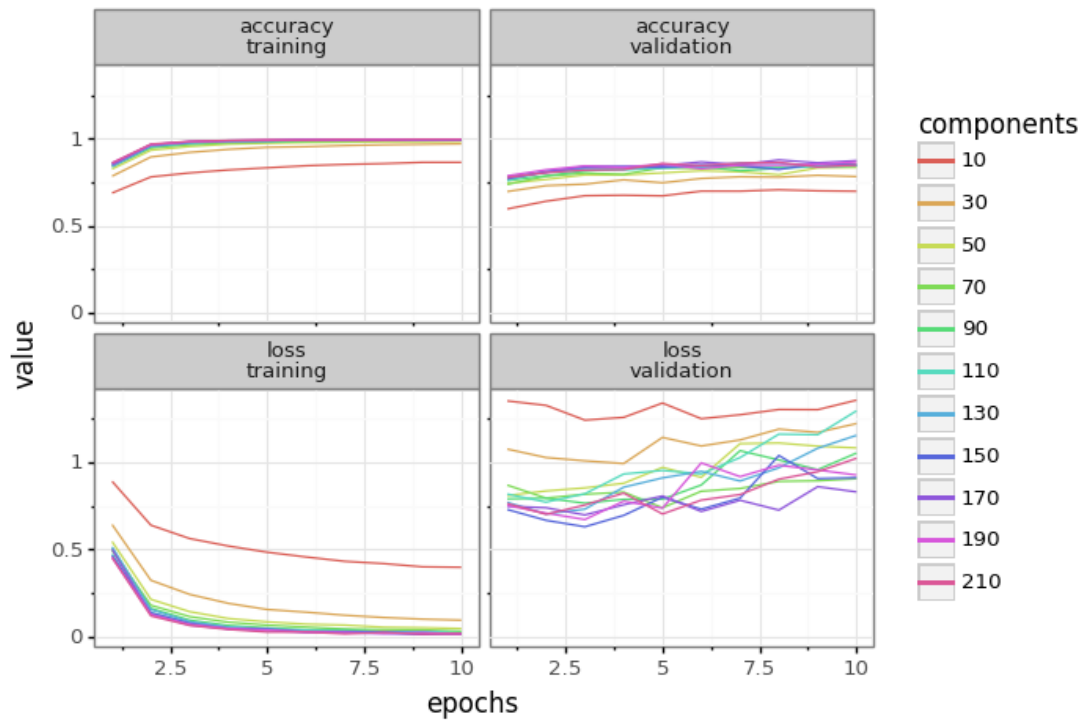 accuracy
training
accuracy
validation
1
0.5
0
loss
training
loss
validation
1
0.5
0
2.5
5
7.5
10
2.5
5
7.5
10
value
epochs
components
10
30
50
70
90
110
130
150
170
190
210